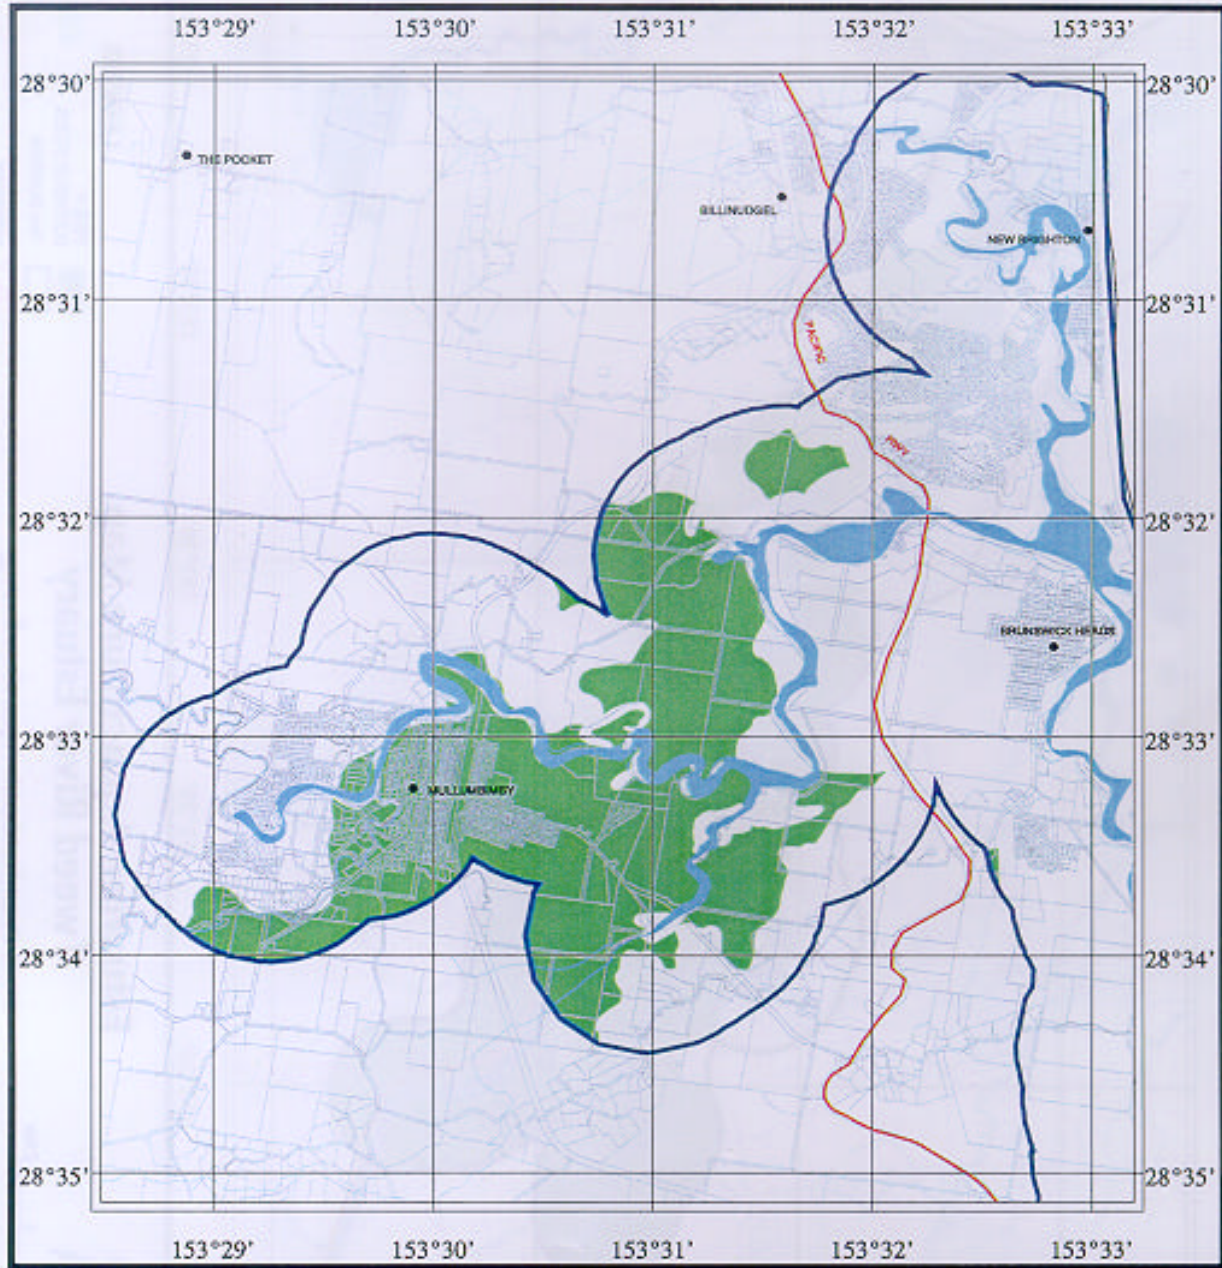 153°29' 153°30' 153°31' 153°32' 153°33'
28°30' 28°30'
THE POCKET
BILLINUDGEL
NEW BRIGHTON
28°31' 28°31'
PACIFIC
HWAY
28°32' 28°32'
BRUNSWICK HEADS
28°33' 28°33'
MULLUMBIMBY
28°34' 28°34'
28°35' 28°35'
153°29' 153°30' 153°31' 153°32' 153°33'